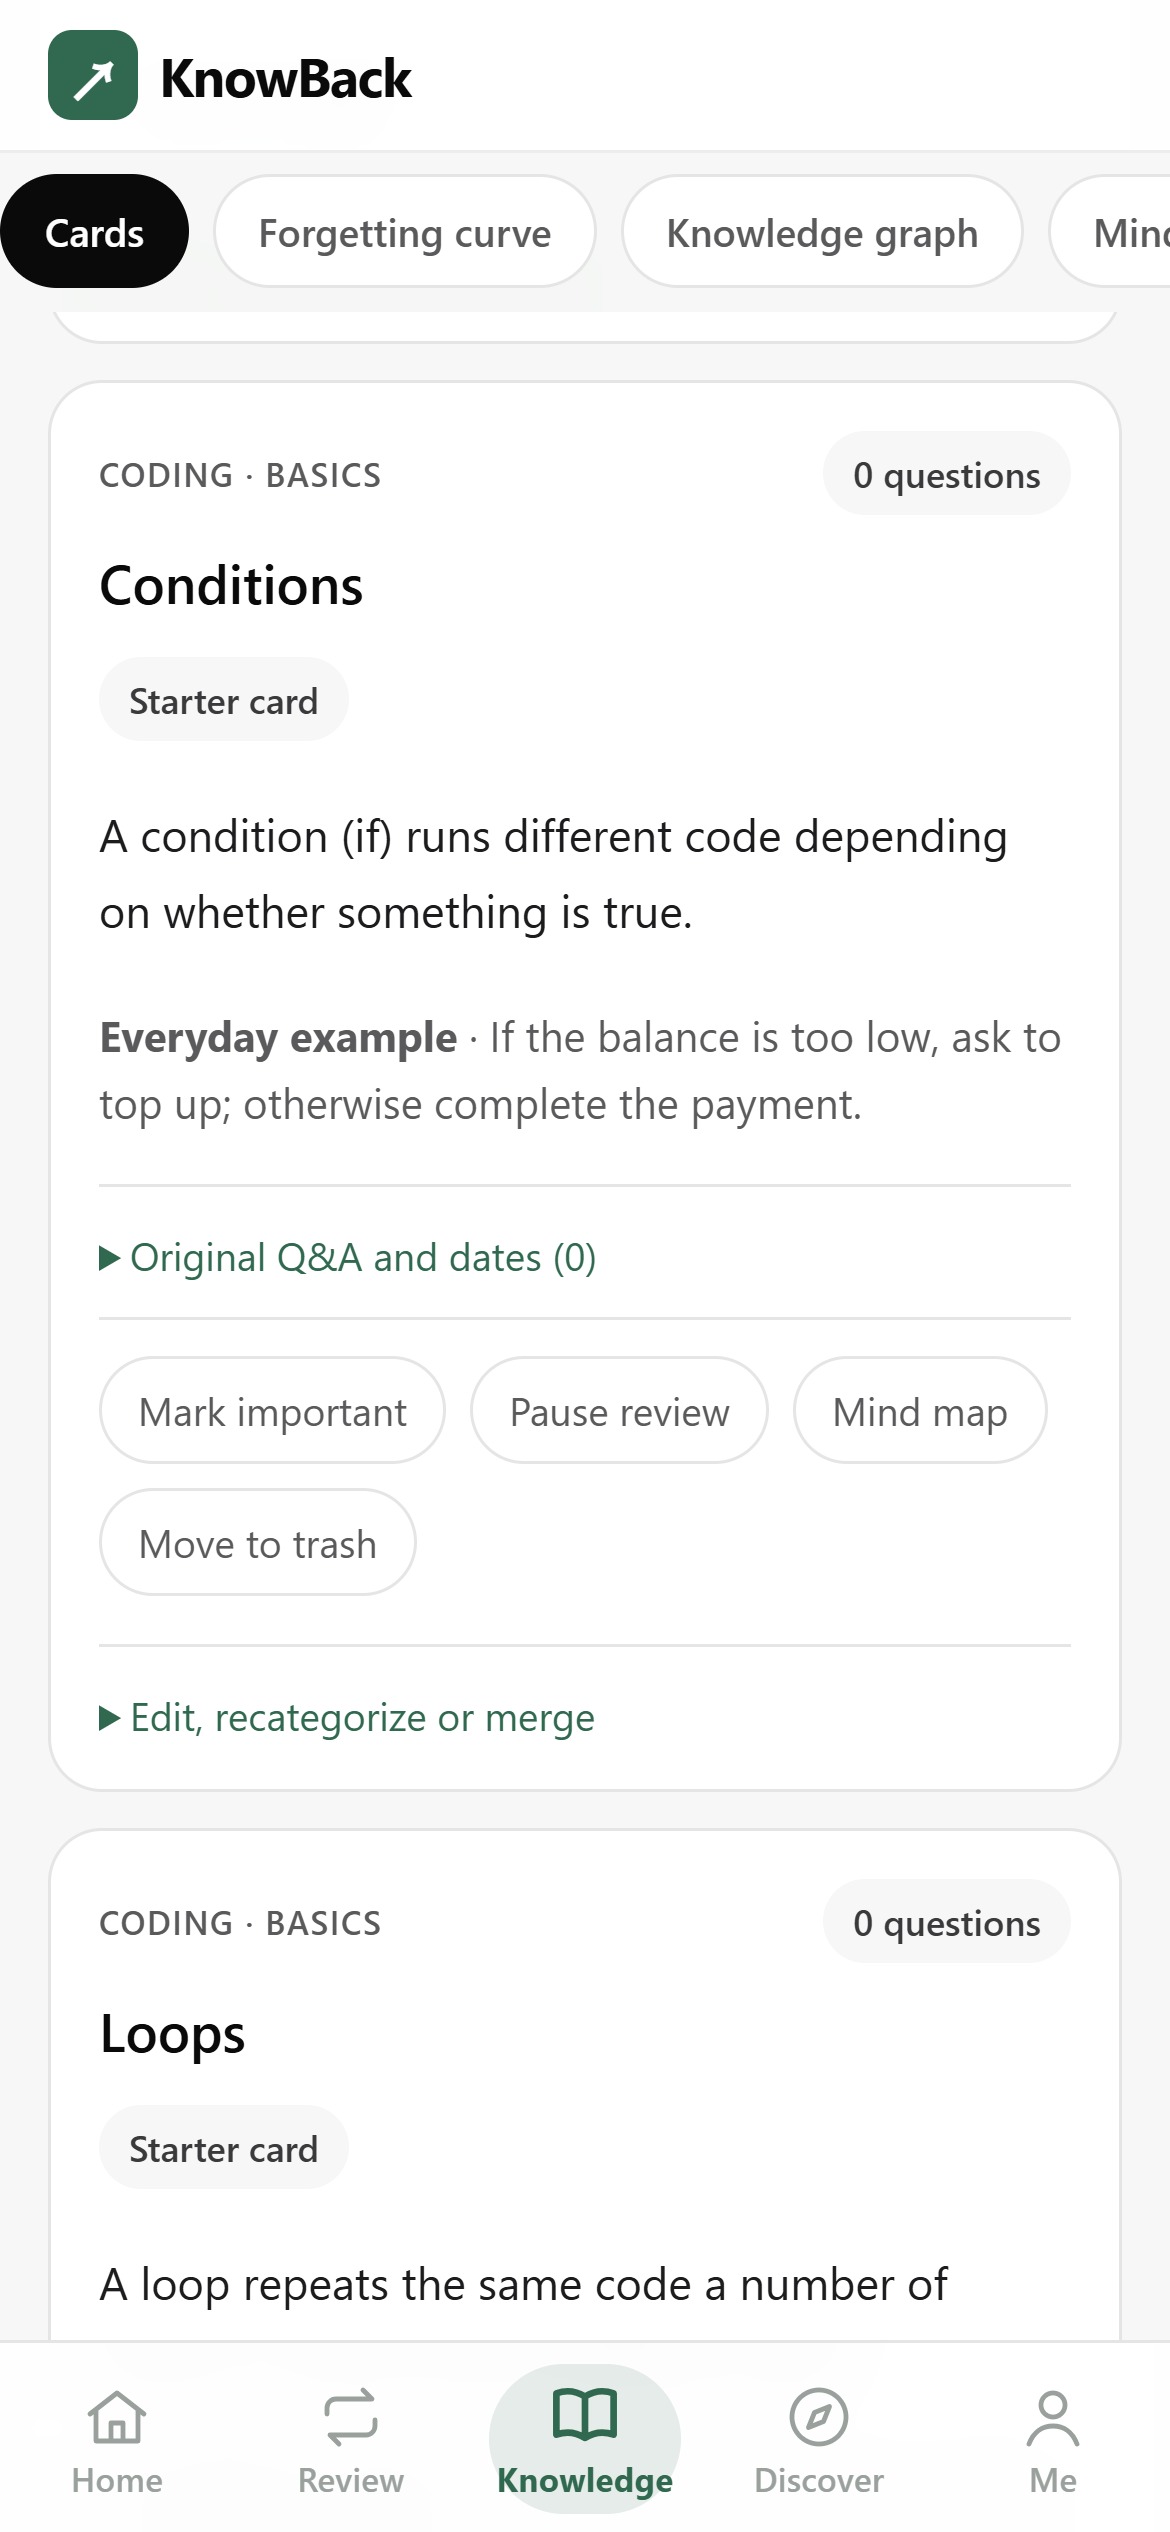 KnowBack
Cards
Forgetting curve
Knowledge graph
CODING · BASICS
0 questions
Conditions
Starter card
A condition (if) runs different code depending
on whether something is true.
Everyday example · If the balance is too low, ask to
top up; otherwise complete the payment.
Original Q&A and dates (0)
Mark important
Pause review
Mind map
Move to trash
Edit, recategorize or merge
CODING · BASICS
0 questions
Loops
Starter card
A loop repeats the same code a number of
Home
Review
Knowledge
Discover
Me